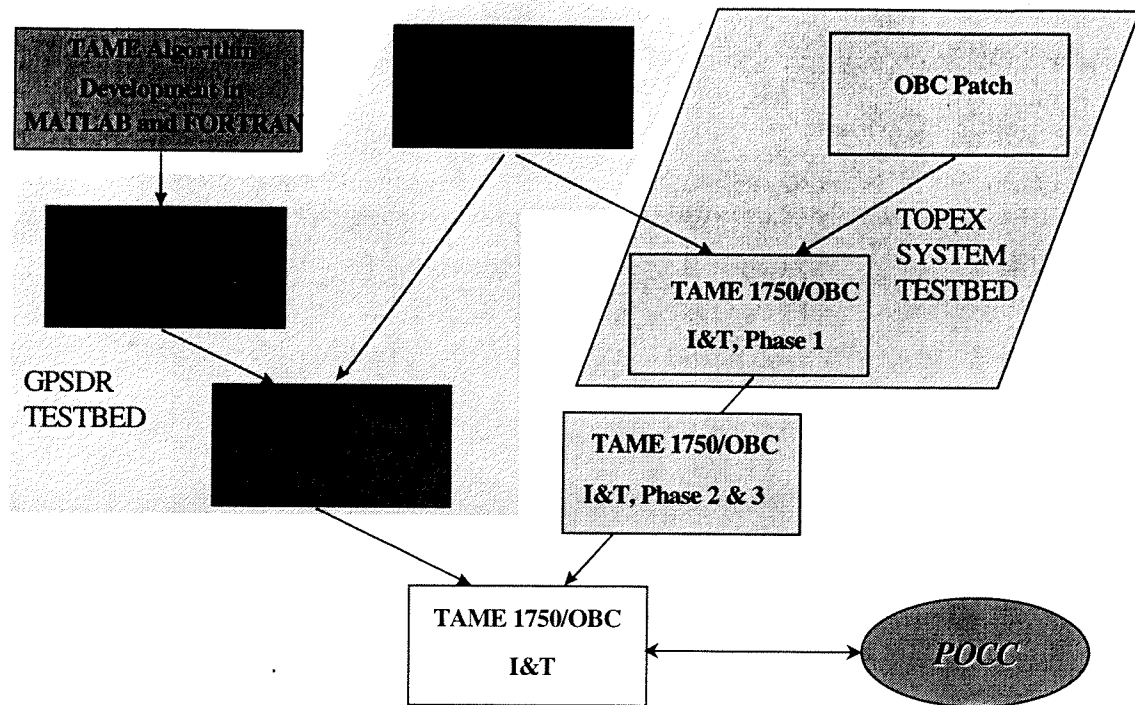 TAME Algorithm
Development in
MATLAB and FORTRAN
OBC Patch
TOPEX
SYSTEM
TESTBED
TAME 1750/OBC
I&T, Phase 1
GPSDR
TESTBED
TAME 1750/OBC
I&T, Phase 2 & 3
TAME 1750/OBC
I&T
POCC